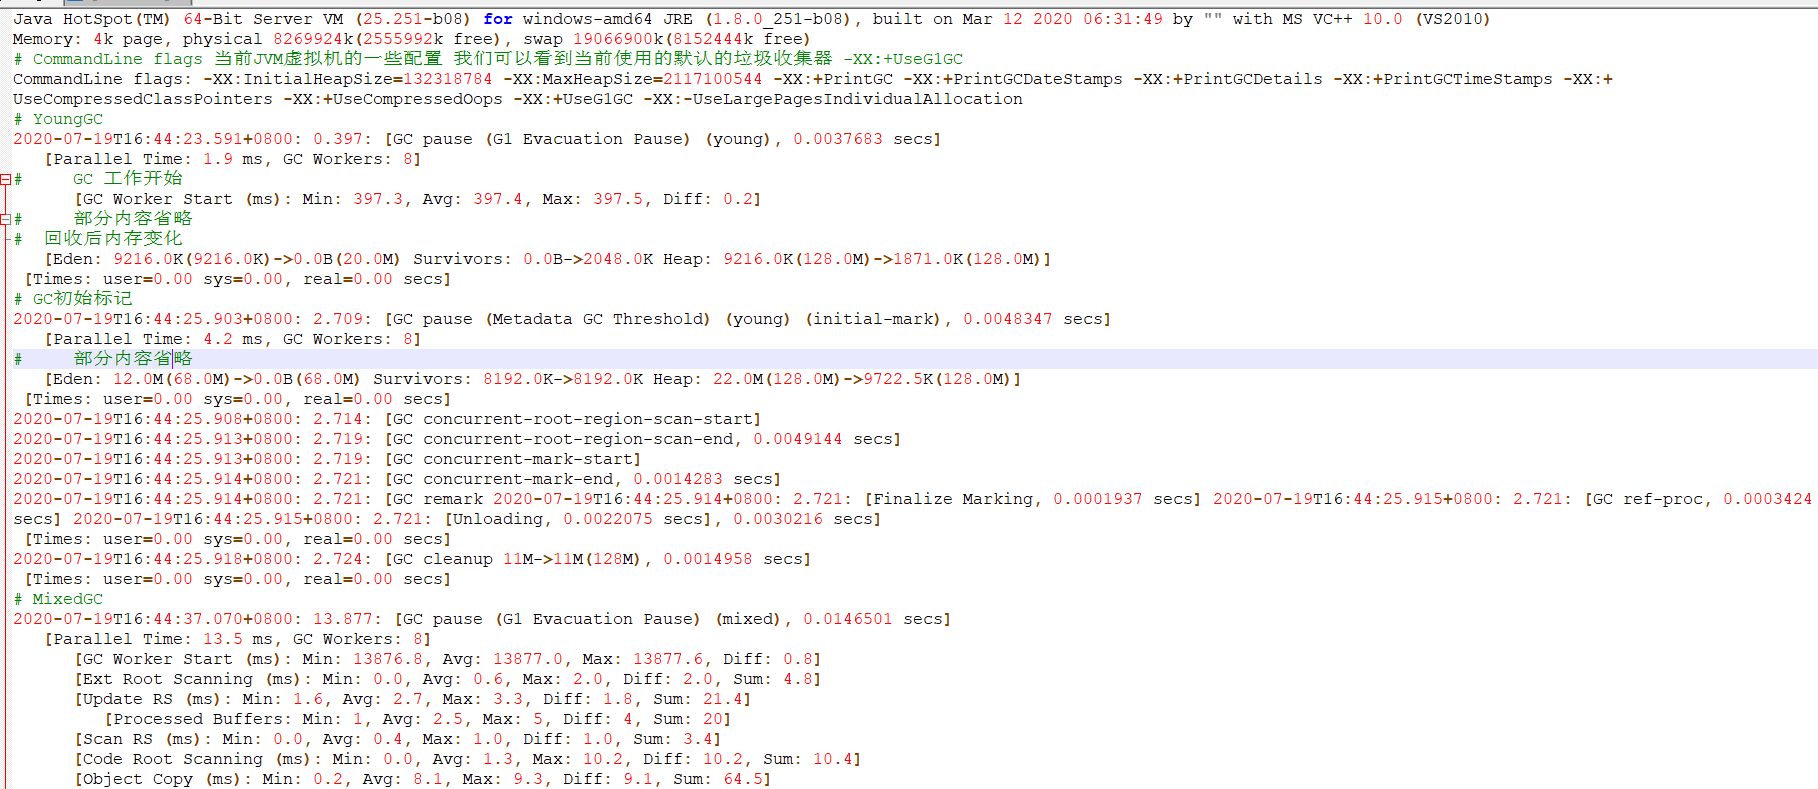 Java HotSpot(TM) 64-Bit Server VM (25.251-b08) for windows-amd64 JRE (1.8.0_251-b08), built on Mar 12 2020 06:31:49 by "" with MS VC++ 10.0 (VS2010)
Memory: 4k page, physical 8269924k(2555992k free), swap 19066900k(8152444k free)
# CommandLine flags 当前JVM虚拟机的一些配置 我们可以看到当前使用的默认的垃圾收集器 -XX:+UseG1GC
CommandLine flags: -XX:InitialHeapSize=132318784 -XX:MaxHeapSize=2117100544 -XX:+PrintGC -XX:+PrintGCDateStamps -XX:+PrintGCDetails -XX:+PrintGCTimeStamps -XX:+
UseCompressedClassPointers -XX:+UseCompressedOops -XX:+UseG1GC -XX:-UseLargePagesIndividualAllocation
# YoungGC
2020-07-19T16:44:23.591+0800: 0.397: [GC pause (G1 Evacuation Pause) (young), 0.0037683 secs]
   [Parallel Time: 1.9 ms, GC Workers: 8]
#     GC 工作开始
      [GC Worker Start (ms): Min: 397.3, Avg: 397.4, Max: 397.5, Diff: 0.2]
#     部分内容省略
#  回收后内存变化
   [Eden: 9216.0K(9216.0K)->0.0B(20.0M) Survivors: 0.0B->2048.0K Heap: 9216.0K(128.0M)->1871.0K(128.0M)]
 [Times: user=0.00 sys=0.00, real=0.00 secs]
# GC初始标记
2020-07-19T16:44:25.903+0800: 2.709: [GC pause (Metadata GC Threshold) (young) (initial-mark), 0.0048347 secs]
   [Parallel Time: 4.2 ms, GC Workers: 8]
#     部分内容省略
   [Eden: 12.0M(68.0M)->0.0B(68.0M) Survivors: 8192.0K->8192.0K Heap: 22.0M(128.0M)->9722.5K(128.0M)]
 [Times: user=0.00 sys=0.00, real=0.00 secs]
2020-07-19T16:44:25.908+0800: 2.714: [GC concurrent-root-region-scan-start]
2020-07-19T16:44:25.913+0800: 2.719: [GC concurrent-root-region-scan-end, 0.0049144 secs]
2020-07-19T16:44:25.913+0800: 2.719: [GC concurrent-mark-start]
2020-07-19T16:44:25.914+0800: 2.721: [GC concurrent-mark-end, 0.0014283 secs]
2020-07-19T16:44:25.914+0800: 2.721: [GC remark 2020-07-19T16:44:25.914+0800: 2.721: [Finalize Marking, 0.0001937 secs] 2020-07-19T16:44:25.915+0800: 2.721: [GC ref-proc, 0.0003424
secs] 2020-07-19T16:44:25.915+0800: 2.721: [Unloading, 0.0022075 secs], 0.0030216 secs]
 [Times: user=0.00 sys=0.00, real=0.00 secs]
2020-07-19T16:44:25.918+0800: 2.724: [GC cleanup 11M->11M(128M), 0.0014958 secs]
 [Times: user=0.00 sys=0.00, real=0.00 secs]
# MixedGC
2020-07-19T16:44:37.070+0800: 13.877: [GC pause (G1 Evacuation Pause) (mixed), 0.0146501 secs]
   [Parallel Time: 13.5 ms, GC Workers: 8]
      [GC Worker Start (ms): Min: 13876.8, Avg: 13877.0, Max: 13877.6, Diff: 0.8]
      [Ext Root Scanning (ms): Min: 0.0, Avg: 0.6, Max: 2.0, Diff: 2.0, Sum: 4.8]
      [Update RS (ms): Min: 1.6, Avg: 2.7, Max: 3.3, Diff: 1.8, Sum: 21.4]
         [Processed Buffers: Min: 1, Avg: 2.5, Max: 5, Diff: 4, Sum: 20]
      [Scan RS (ms): Min: 0.0, Avg: 0.4, Max: 1.0, Diff: 1.0, Sum: 3.4]
      [Code Root Scanning (ms): Min: 0.0, Avg: 1.3, Max: 10.2, Diff: 10.2, Sum: 10.4]
      [Object Copy (ms): Min: 0.2, Avg: 8.1, Max: 9.3, Diff: 9.1, Sum: 64.5]